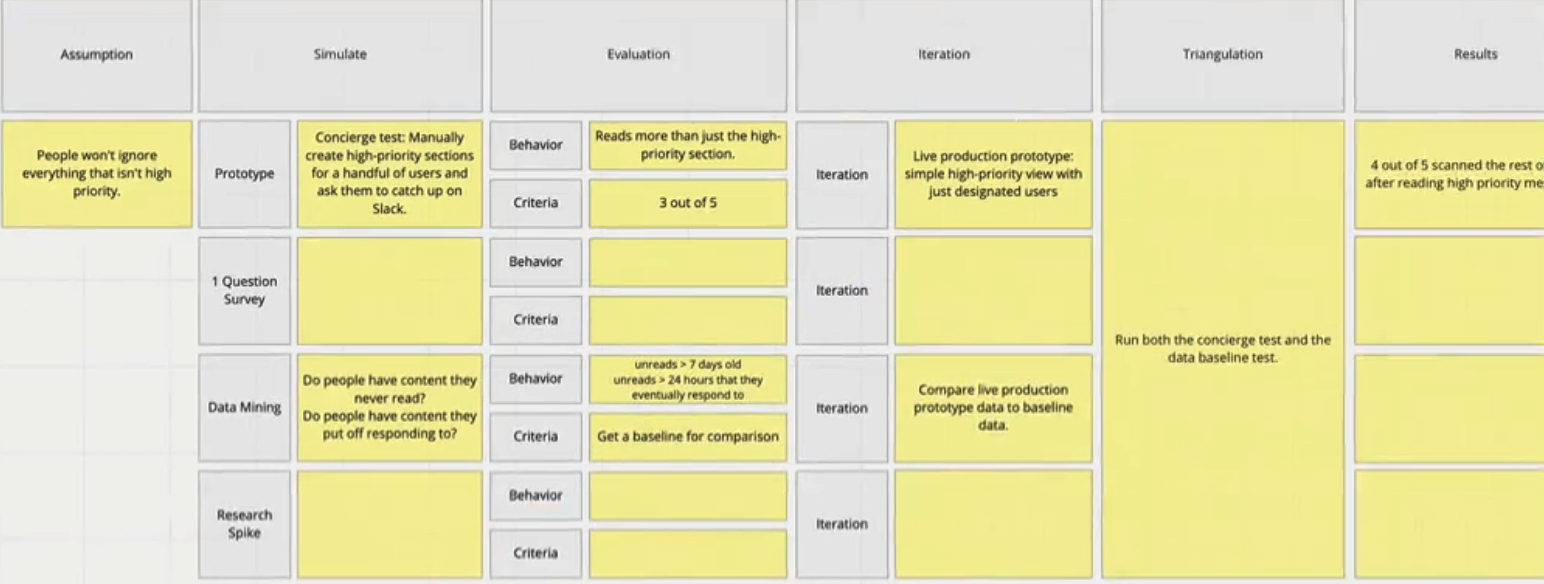 Assumption
Simulate
Evaluation
Iteration
Triangulation
Results
People won't ignore
everything that isn't high
priority.
Prototype
Concierge test: Manually
create high-priority sections
for a handful of users and
ask them to catch up on
Slack.
Behavior
Reads more than just the high-
priority section.
Criteria
3 out of 5
Iteration
Live production prototype:
simple high-priority view with
just designated users
Run both the concierge test and the
data baseline test.
4 out of 5 scanned the rest
after reading high priority
1 Question
Survey
Behavior
Criteria
Iteration
Data Mining
Do people have content they
never read?
Do people have content they
put off responding to?
Behavior
unreads > 7 days old
unreads > 24 hours that they
eventually respond to
Criteria
Get a baseline for comparison
Iteration
Compare live production
prototype data to baseline
data.
Research
Spike
Behavior
Criteria
Iteration